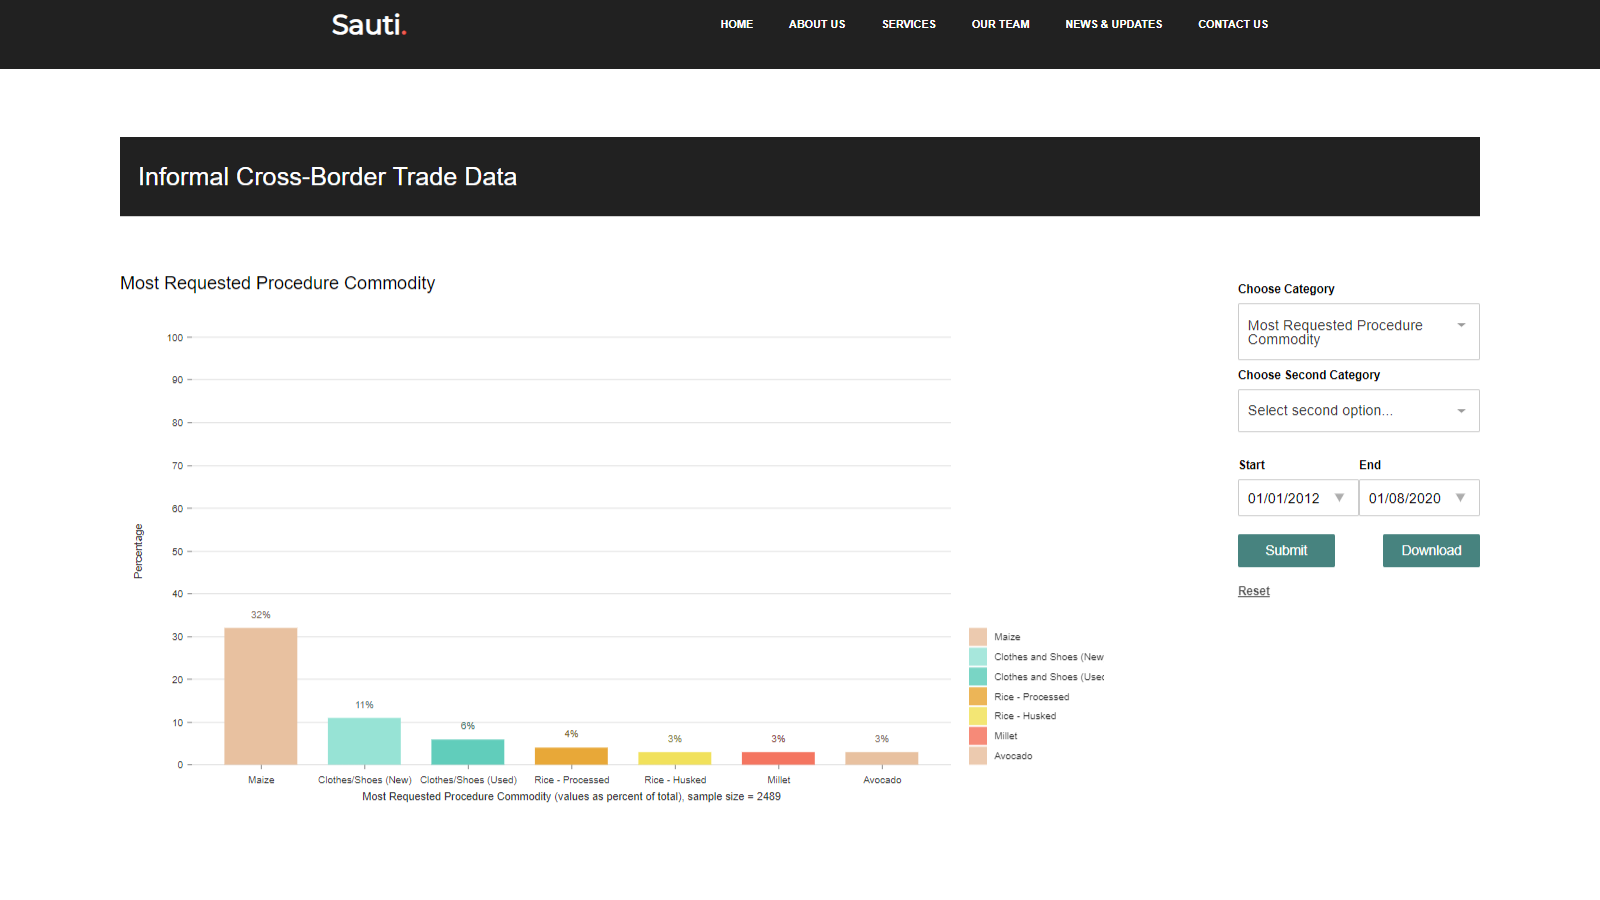 Sauti.
HOME ABOUT US SERVICES OUR TEAM NEWS & UPDATES CONTACT US
Informal Cross-Border Trade Data
Most Requested Procedure Commodity
100
90
80
70
60
50
40
30
20
10
0
Percentage
32%
11%
6%
4%
3%
3%
3%
Maize
Clothes/Shoes (New)
Clothes/Shoes (Used)
Rice - Processed
Rice - Husked
Millet
Avocado
Most Requested Procedure Commodity (values as percent of total), sample size = 2489
Maize
Clothes and Shoes (New
Clothes and Shoes (Used
Rice - Processed
Rice - Husked
Millet
Avocado
Choose Category
Most Requested Procedure
Commodity
Choose Second Category
Select second option...
Start End
01/01/2012 01/08/2020
Submit Download
Reset